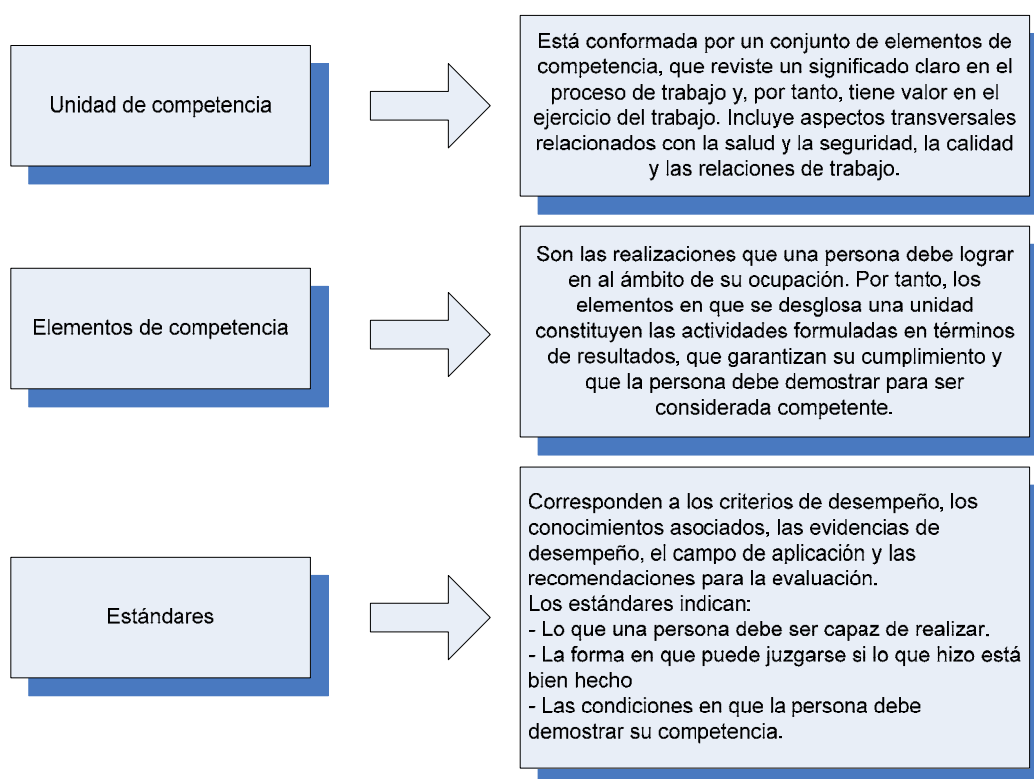 Unidad de competencia
Está conformada por un conjunto de elementos de
competencia, que reviste un significado claro en el
proceso de trabajo y, por tanto, tiene valor en el
ejercicio del trabajo. Incluye aspectos transversales
relacionados con la salud y la seguridad, la calidad
y las relaciones de trabajo.
Elementos de competencia
Son las realizaciones que una persona debe lograr
en al ámbito de su ocupación. Por tanto, los
elementos en que se desglosa una unidad
constituyen las actividades formuladas en términos
de resultados, que garantizan su cumplimiento y
que la persona debe demostrar para ser
considerada competente.
Estándares
Corresponden a los criterios de desempeño, los
conocimientos asociados, las evidencias de
desempeño, el campo de aplicación y las
recomendaciones para la evaluación.
Los estándares indican:
- Lo que una persona debe ser capaz de realizar.
- La forma en que puede juzgarse si lo que hizo está
bien hecho
- Las condiciones en que la persona debe
demostrar su competencia.